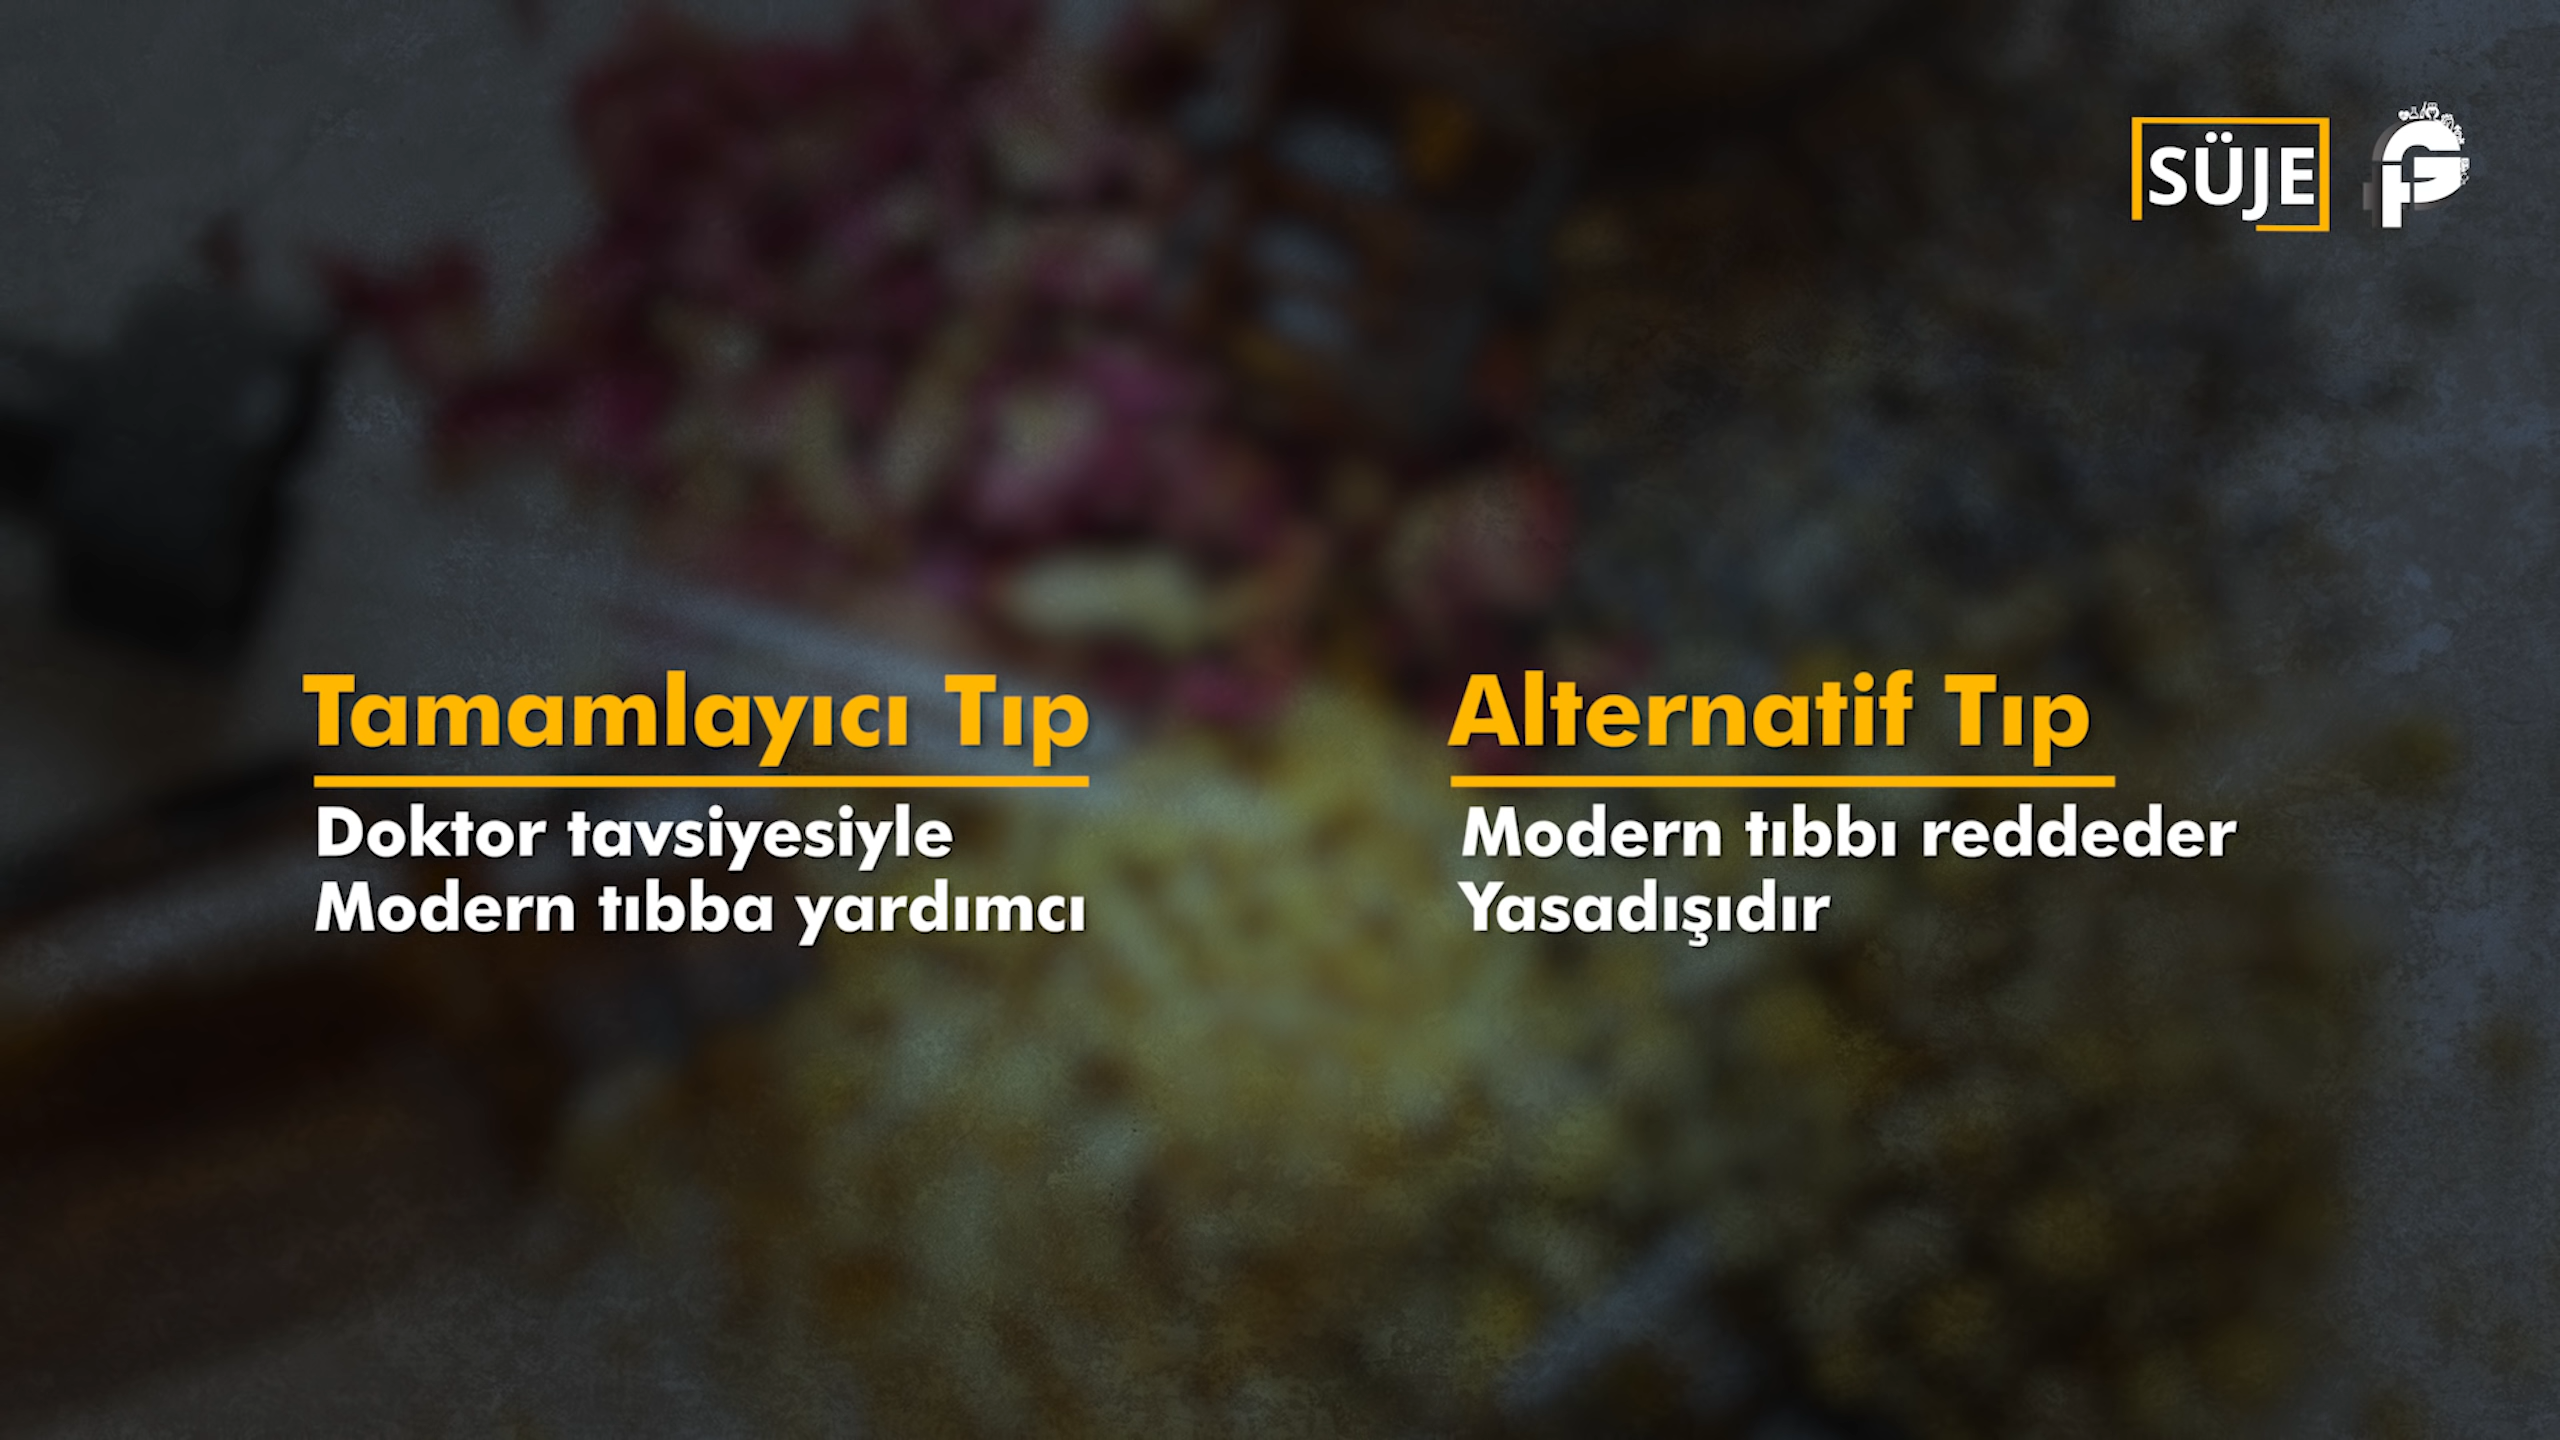 SÜJE
Tamamlayıcı Tıp
Doktor tavsiyesiyle
Modern tıbba yardımcı
Alternatif Tıp
Modern tıbbı reddeder
Yasadışıdır